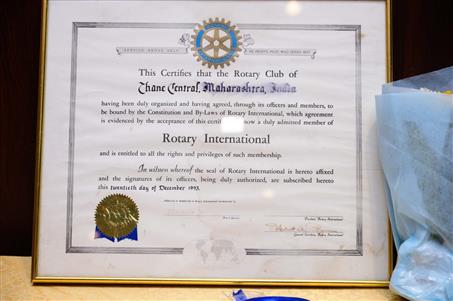 SERVICE ABOVE SELF
HE PROFITS MOST WHO SERVES BEST
This Certifies that the Rotary Club of
Thane Central, Maharashtra, India
having been duly organized and having agreed, through its officers and members, to
be bound by the Constitution and By-Laws of Rotary International, which agreement
is evidenced by the acceptance of this certificate, is now a duly admitted member of
Rotary International
and is entitled to all the rights and privileges of such membership.
In witness whereof the seal of Rotary International is hereto affixed
and the signatures of its officers, being duly authorized, are subscribed hereto
this twentieth day of December 1993.
President, Rotary International
General Secretary, Rotary International